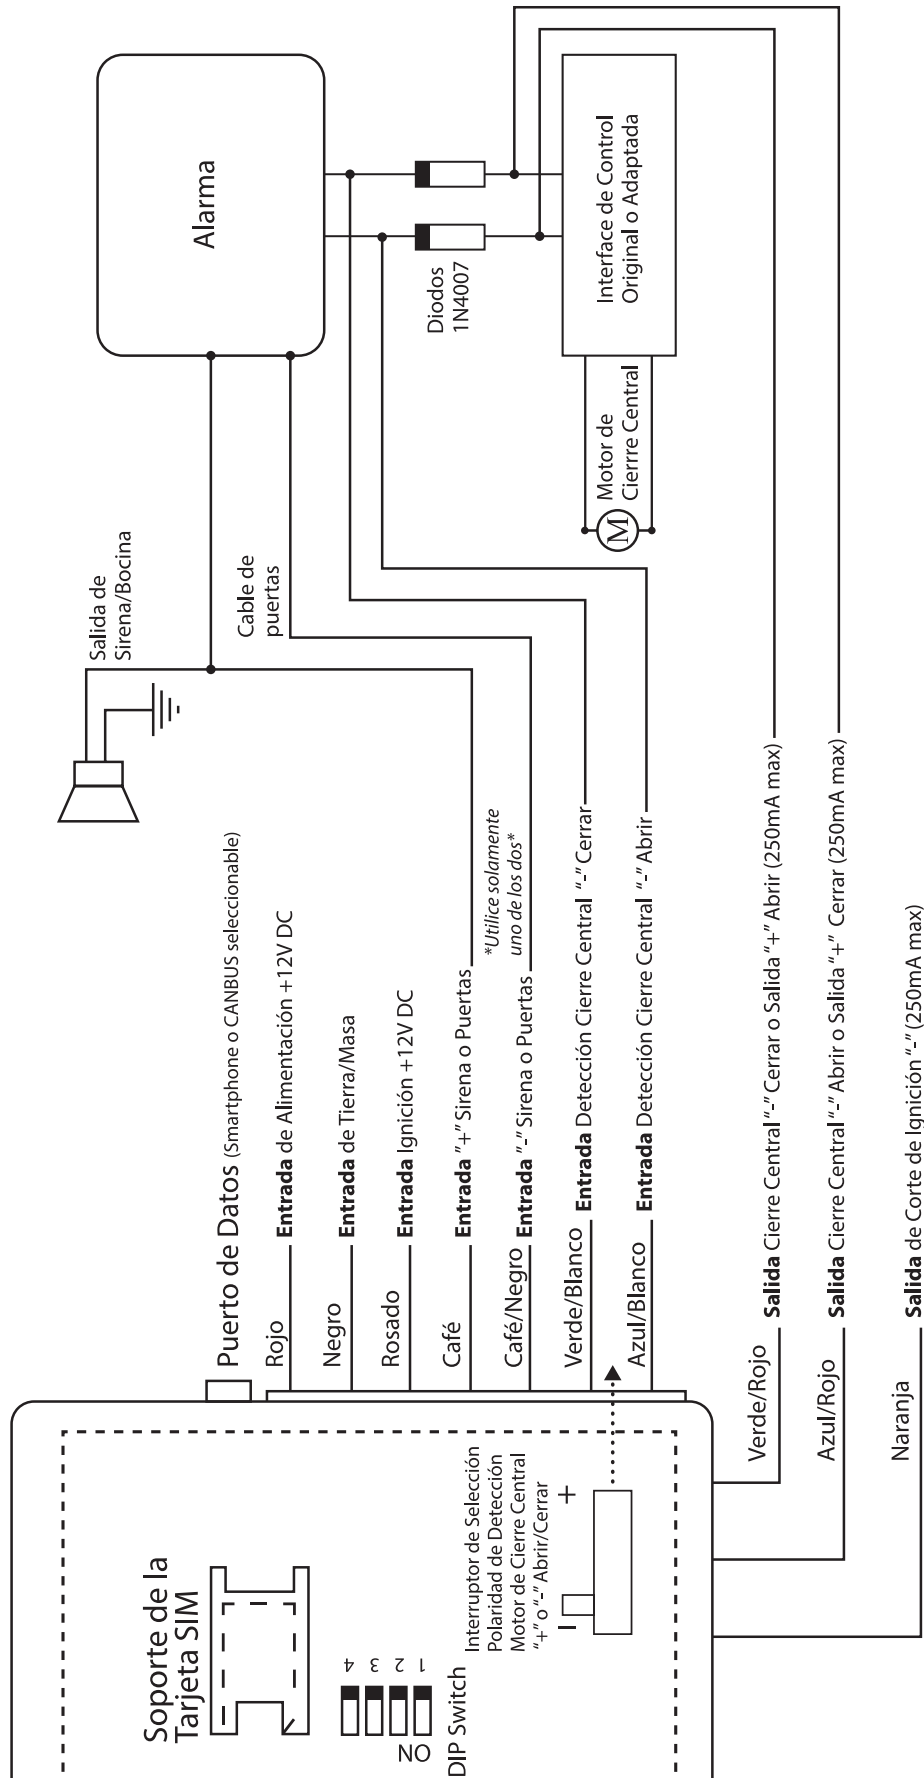 Alarma
Diodos
1N4007
Interface de Control
Original o Adaptada
Motor de
Cierrre Central
M
Salida de
Sirena/Bocina
Cable de
puertas
Puerto de Datos (Smartphone o CANBUS seleccionable)
Rojo
Entrada de Alimentación +12V DC
Negro
Entrada de Tierra/Masa
Rosado
Entrada Ignición +12V DC
Café
Entrada "+" Sirena o Puertas
*Utilice solamente
uno de los dos*
Café/Negro
Entrada "-" Sirena o Puertas
Verde/Blanco
Entrada Detección Cierre Central "-" Cerrar
Azul/Blanco
Entrada Detección Cierre Central "-" Abrir
Verde/Rojo
Salida Cierre Central "-" Cerrar o Salida "+" Abrir (250mA max)
Azul/Rojo
Salida Cierre Central "-" Abrir o Salida "+" Cerrar (250mA max)
Naranja
Salida de Corte de Ignición "-" (250mA max)
Soporte de la
Tarjeta SIM
1 2 3 4
ON
DIP Switch
Interruptor de Selección
Polaridad de Detección
Motor de Cierre Central
"+" o "-" Abrir/Cerrar
- +